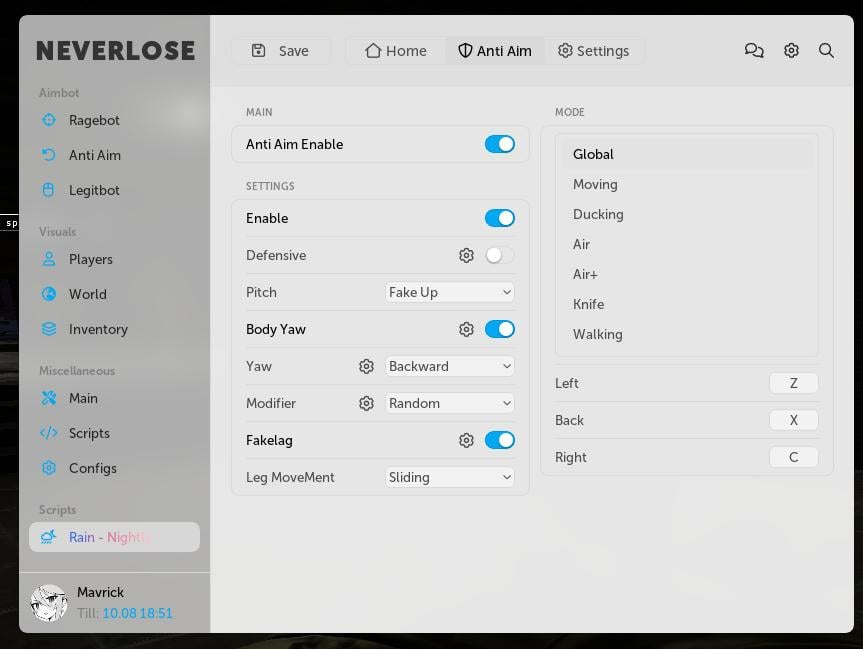 NEVERLOSE
Aimbot
Ragebot
Anti Aim
Legitbot
Visuals
Players
World
Inventory
Miscellaneous
Main
Scripts
Configs
Scripts
Rain - Nightl
Mavrick
Till: 10.08 18:51
sp
Save
Home
Anti Aim
Settings
MAIN
Anti Aim Enable
SETTINGS
Enable
Defensive
Pitch Fake Up
Body Yaw
Yaw Backward
Modifier Random
Fakelag
Leg MoveMent Sliding
MODE
Global
Moving
Ducking
Air
Air+
Knife
Walking
Left Z
Back X
Right C